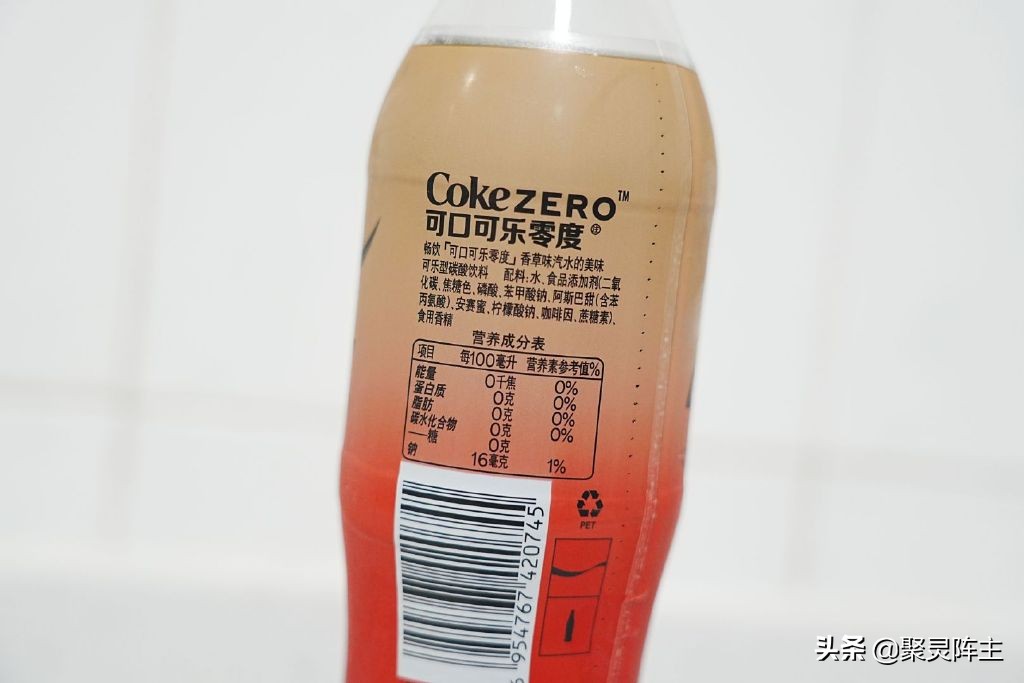 Coke ZERO™
可口可乐零度®
畅饮「可口可乐零度」香草味汽水的美味
可乐型碳酸饮料 配料:水、食品添加剂(二氧
化碳、焦糖色、磷酸、苯甲酸钠、阿斯巴甜(含苯
丙氨酸)、安赛蜜、柠檬酸钠、咖啡因、蔗糖素)、
食用香精
营养成分表
项目 每100毫升 营养素参考值%
能量 0千焦 0%
蛋白质 0克 0%
脂肪 0克 0%
碳水化合物 0克 0%
——糖 0克
钠 16毫克 1%
6 954767 420745
PET
头条 @聚灵阵主